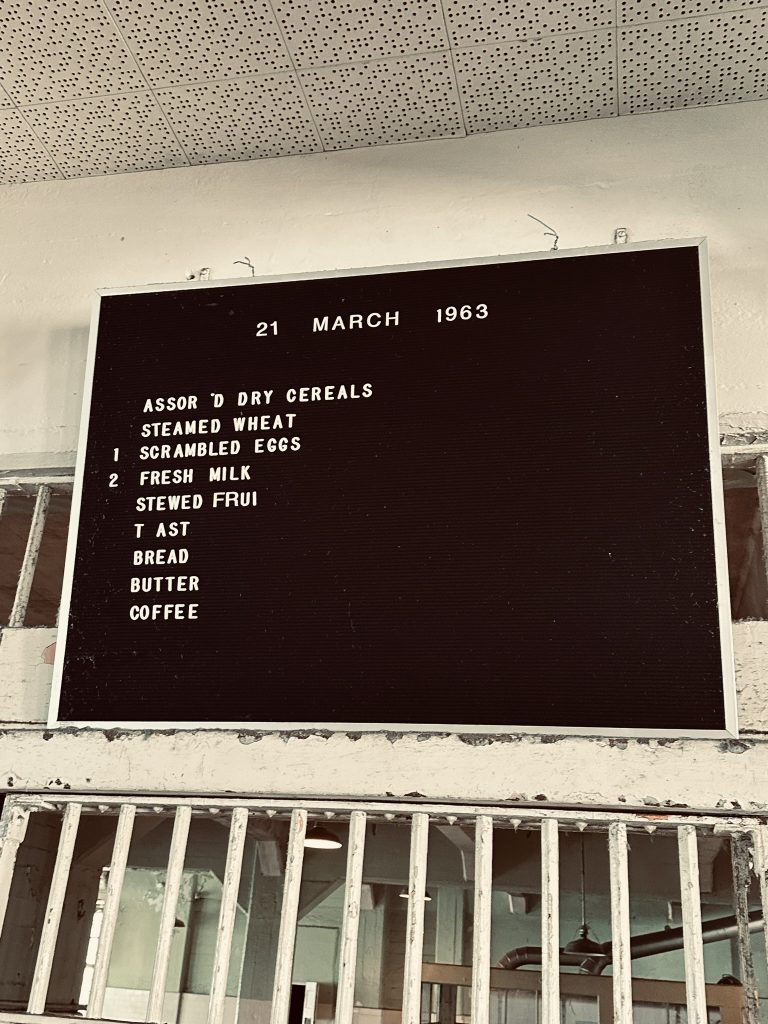 21 MARCH 1963
ASSOR 'D DRY CEREALS
STEAMED WHEAT
1 SCRAMBLED EGGS
2 FRESH MILK
STEWED FRUI
T AST
BREAD
BUTTER
COFFEE